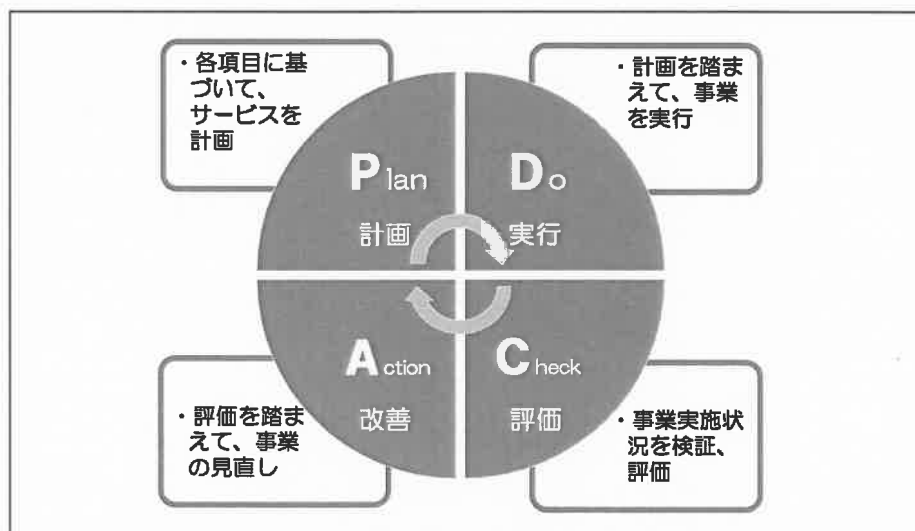 ・各項目に基
づいて、
サービスを
計画
・計画を踏ま
えて、事業
を実行
Plan
計画
Do
実行
Action
改善
Check
評価
・評価を踏ま
えて、事業
の見直し
・事業実施状
況を検証、
評価